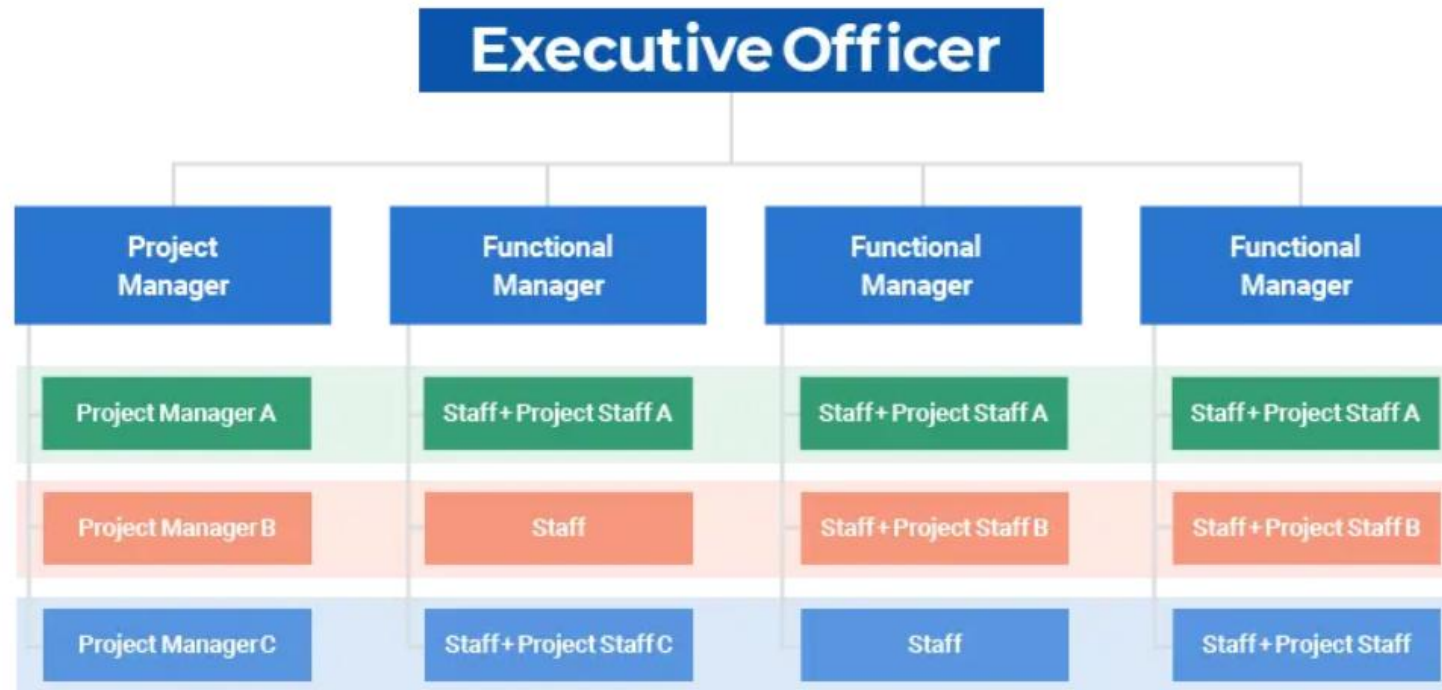 Executive Officer
Project
Manager
Functional
Manager
Functional
Manager
Functional
Manager
Project Manager A
Staff + Project Staff A
Staff + Project Staff A
Staff + Project Staff A
Project Manager B
Staff
Staff + Project Staff B
Staff + Project Staff B
Project Manager C
Staff + Project Staff C
Staff
Staff + Project Staff